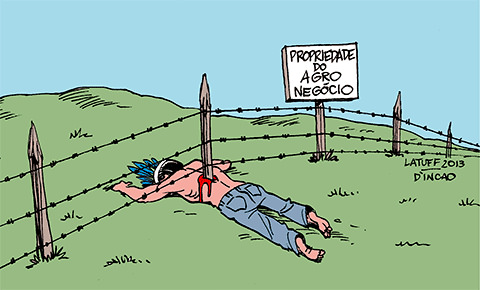 PROPRIEDADE
DO
AGRO
NEGÓCIO
LATUFF 2013
D'INCAO